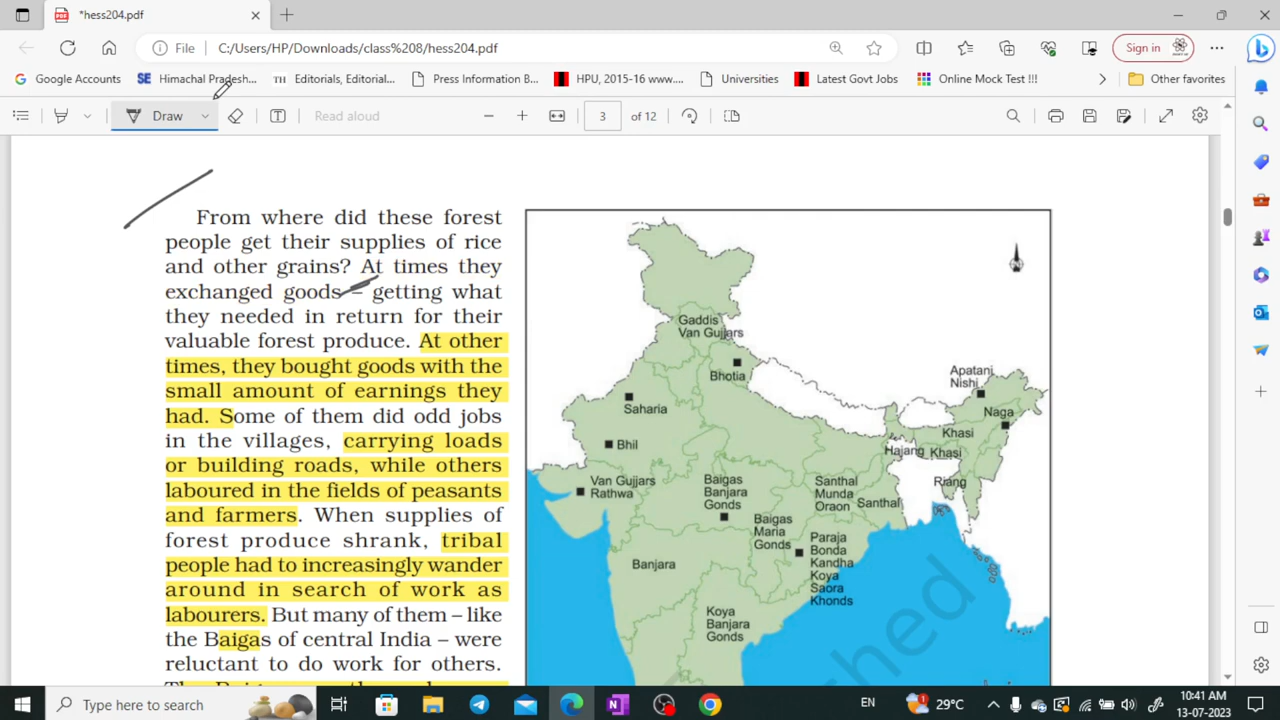 *hess204.pdf
File
C:/Users/HP/Downloads/class%208/hess204.pdf
Sign in
Google Accounts
SE Himachal Pradesh...
TH Editorials, Editorial...
Press Information B...
HPU, 2015-16 www....
Universities
Latest Govt Jobs
Online Mock Test !!!
Other favorites
Draw
Read aloud
3 of 12
From where did these forest
people get their supplies of rice
and other grains? At times they
exchanged goods – getting what
they needed in return for their
valuable forest produce. At other
times, they bought goods with the
small amount of earnings they
had. Some of them did odd jobs
in the villages, carrying loads
or building roads, while others
laboured in the fields of peasants
and farmers. When supplies of
forest produce shrank, tribal
people had to increasingly wander
around in search of work as
labourers. But many of them – like
the Baigas of central India – were
reluctant to do work for others.
N
Gaddis
Van Gujjars
Bhotia
Saharia
Bhil
Van Gujjars
Rathwa
Baigas
Banjara
Gonds
Baigas
Maria
Gonds
Santhal
Munda
Oraon
Santhal
Paraja
Bonda
Kandha
Koya
Saora
Khonds
Banjara
Koya
Banjara
Gonds
Apatani
Nishi
Naga
Khasi
Hajang
Khasi
Riang
shed
Type here to search
1
29°C
EN
10:41 AM
13-07-2023